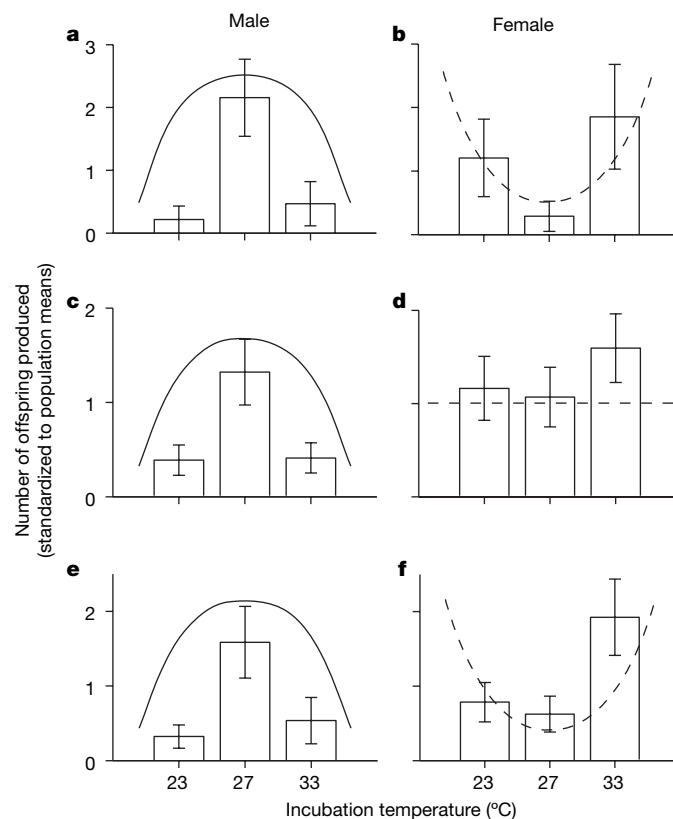 Male
Female
a
b
3
2
1
0
c
d
2
1
0
e
f
2
1
0
23
27
33
23
27
33
Incubation temperature (ºC)
Number of offspring produced
(standardized to population means)